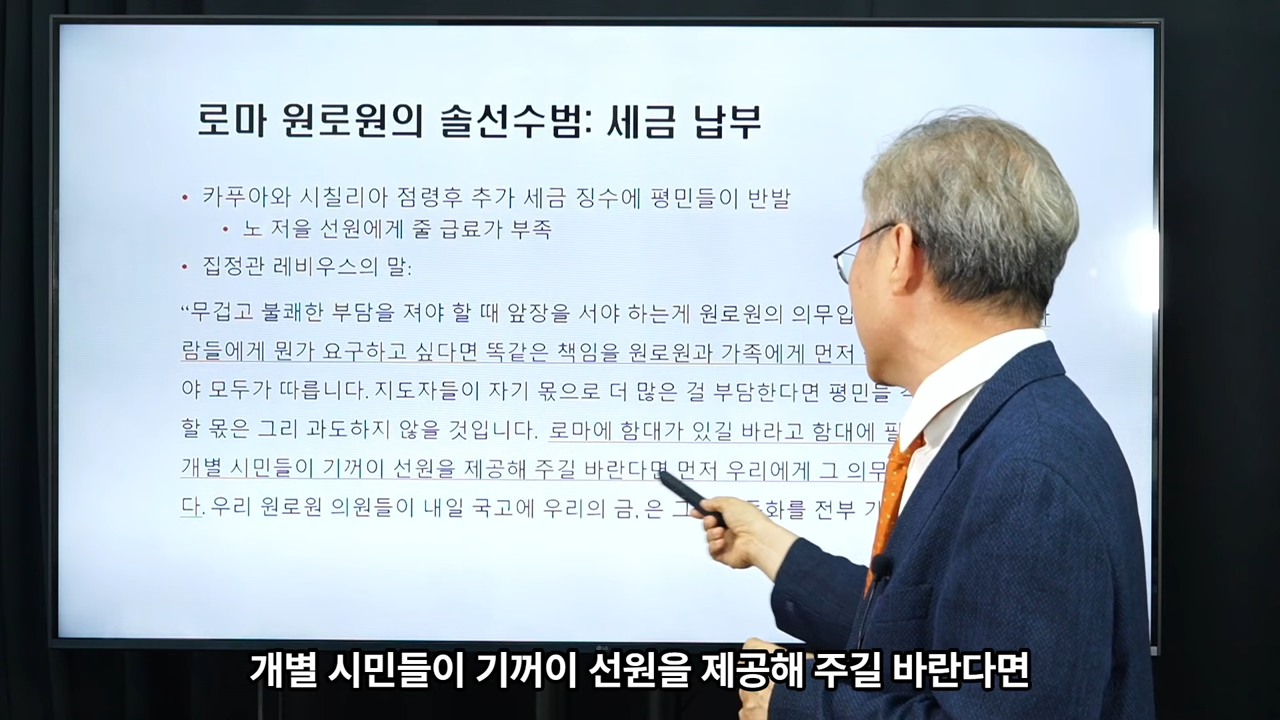 로마 원로원의 솔선수범: 세금 납부
• 카푸아와 시칠리아 점령후 추가 세금 징수에 평민들이 반발
• 노 저을 선원에게 줄 급료가 부족
• 집정관 레비우스의 말:
“무겁고 불쾌한 부담을 져야 할 때 앞장을 서야 하는게 원로원의 의무입
람들에게 뭔가 요구하고 싶다면 똑같은 책임을 원로원과 가족에게 먼저
야 모두가 따릅니다. 지도자들이 자기 몫으로 더 많은 걸 부담한다면 평민들
할 몫은 그리 과도하지 않을 것입니다. 로마에 함대가 있길 바라고 함대에
개별 시민들이 기꺼이 선원을 제공해 주길 바란다면 먼저 우리에게 그 의무
다. 우리 원로원 의원들이 내일 국고에 우리의 금, 은 그 동화를 전부
개별 시민들이 기꺼이 선원을 제공해 주길 바란다면